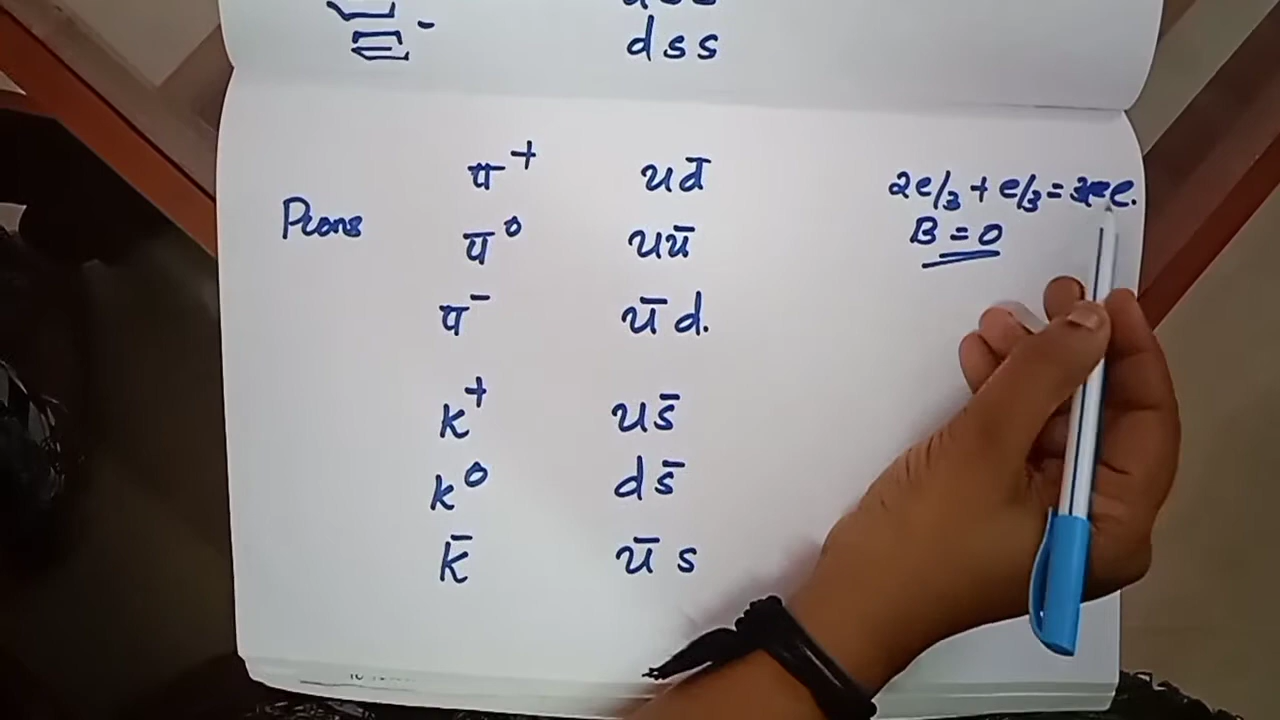 Ξ⁻ dss
π⁺ ud̄ 2e/3 + e/3 = e.
Pions π⁰ uū B = 0
π⁻ ūd.
k⁺ us̄
k⁰ ds̄
k̄ ūs